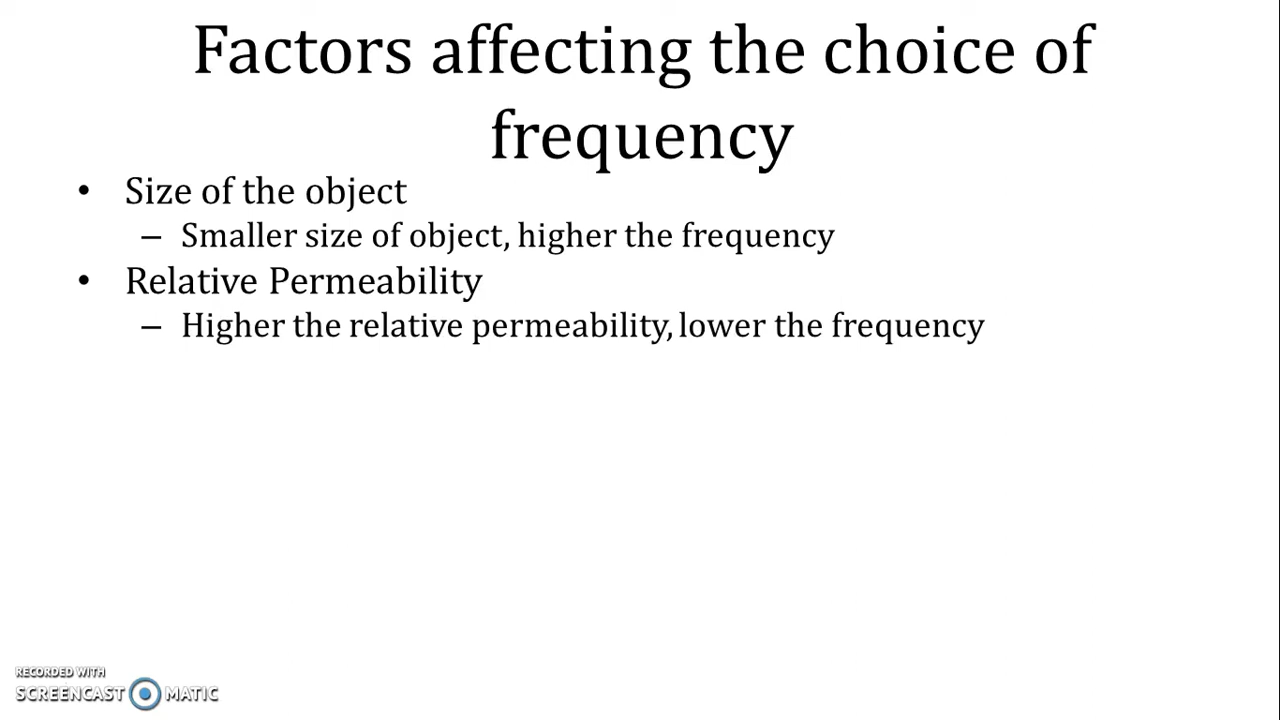 Factors affecting the choice of
frequency
• Size of the object
– Smaller size of object, higher the frequency
• Relative Permeability
– Higher the relative permeability, lower the frequency
RECORDED WITH
SCREENCAST MATIC